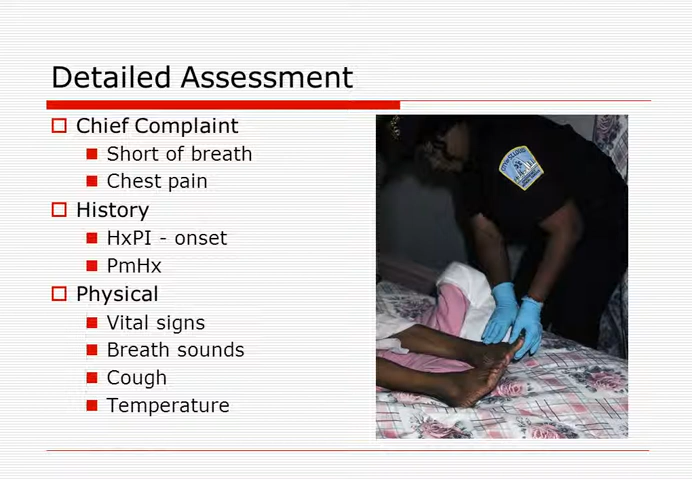 Detailed Assessment
Chief Complaint
Short of breath
Chest pain
History
HxPI - onset
PmHx
Physical
Vital signs
Breath sounds
Cough
Temperature